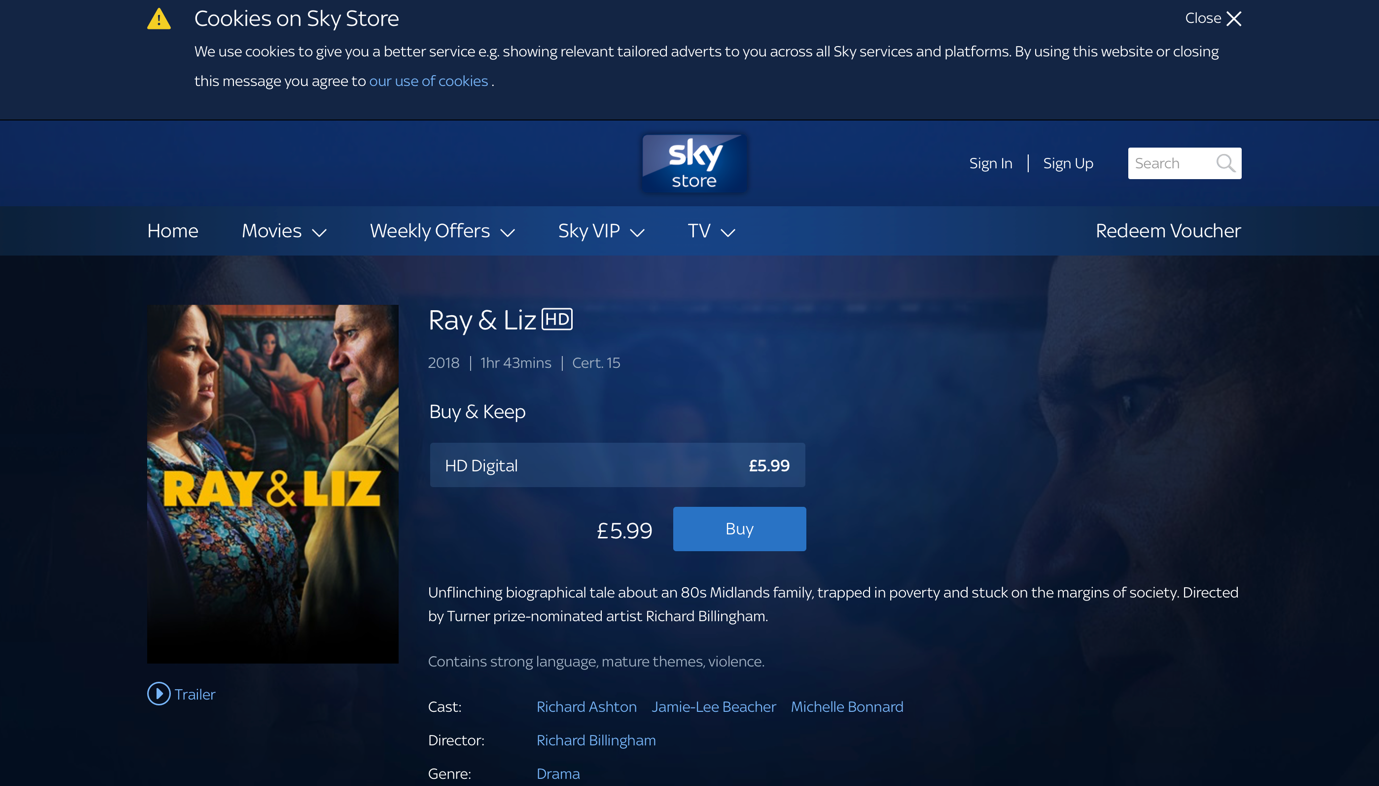 Cookies on Sky Store
Close
We use cookies to give you a better service e.g. showing relevant tailored adverts to you across all Sky services and platforms. By using this website or closing
this message you agree to our use of cookies .
sky
store
Sign In | Sign Up
Search
Home Movies Weekly Offers Sky VIP TV Redeem Voucher
RAY & LIZ
Trailer
Ray & Liz HD
2018 | 1hr 43mins | Cert. 15
Buy & Keep
HD Digital £5.99
£5.99 Buy
Unflinching biographical tale about an 80s Midlands family, trapped in poverty and stuck on the margins of society. Directed
by Turner prize-nominated artist Richard Billingham.
Contains strong language, mature themes, violence.
Cast: Richard Ashton Jamie-Lee Beacher Michelle Bonnard
Director: Richard Billingham
Genre: Drama